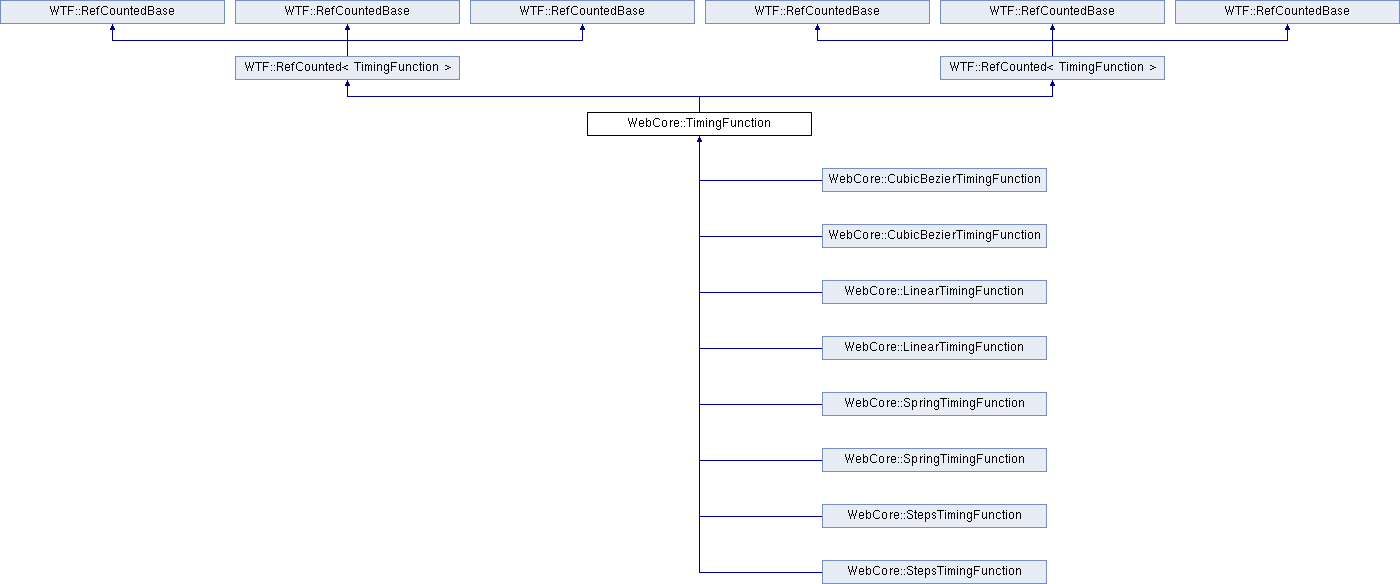 WTF::RefCountedBase
WTF::RefCountedBase
WTF::RefCountedBase
WTF::RefCountedBase
WTF::RefCountedBase
WTF::RefCountedBase
WTF::RefCounted< TimingFunction >
WTF::RefCounted< TimingFunction >
WebCore::TimingFunction
WebCore::CubicBezierTimingFunction
WebCore::CubicBezierTimingFunction
WebCore::LinearTimingFunction
WebCore::LinearTimingFunction
WebCore::SpringTimingFunction
WebCore::SpringTimingFunction
WebCore::StepsTimingFunction
WebCore::StepsTimingFunction